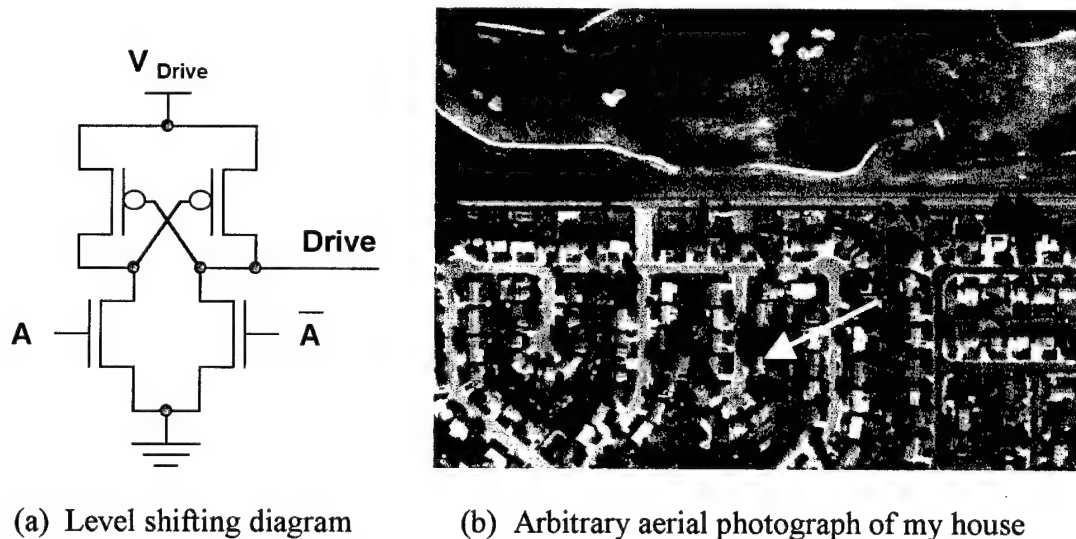 V Drive
Drive
A
A̅
(a) Level shifting diagram
(b) Arbitrary aerial photograph of my house